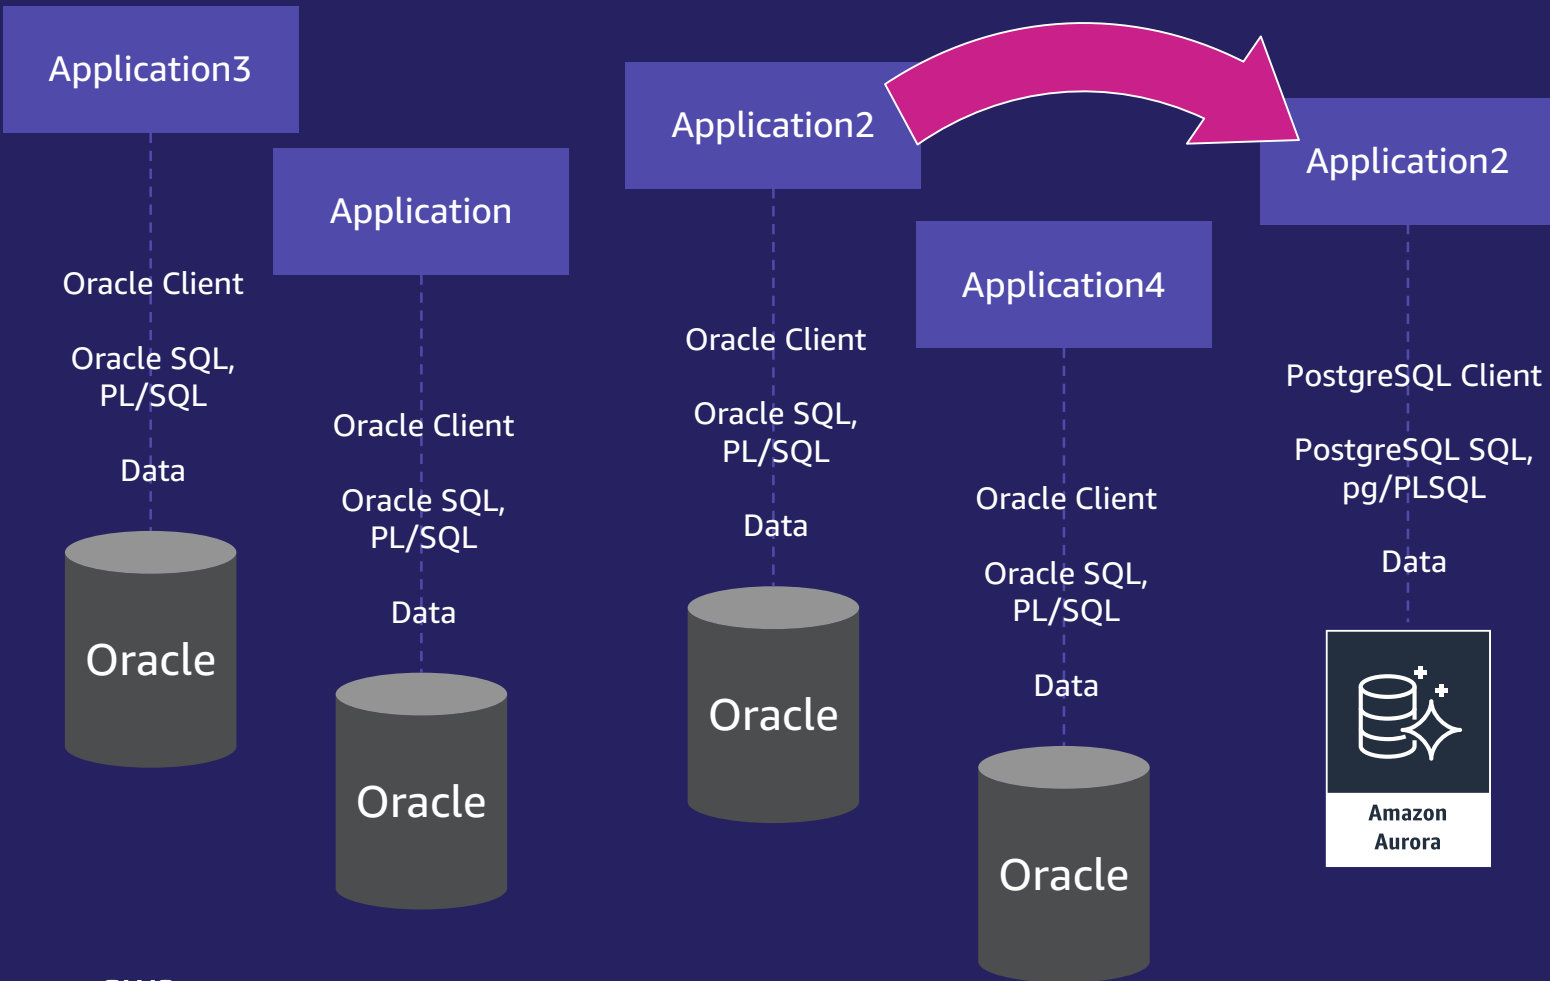 Application3
Oracle Client
Oracle SQL,
PL/SQL
Data
Oracle
Application
Oracle Client
Oracle SQL,
PL/SQL
Data
Oracle
Application2
Oracle Client
Oracle SQL,
PL/SQL
Data
Oracle
Application4
Oracle Client
Oracle SQL,
PL/SQL
Data
Oracle
Application2
PostgreSQL Client
PostgreSQL SQL,
pg/PLSQL
Data
Amazon
Aurora